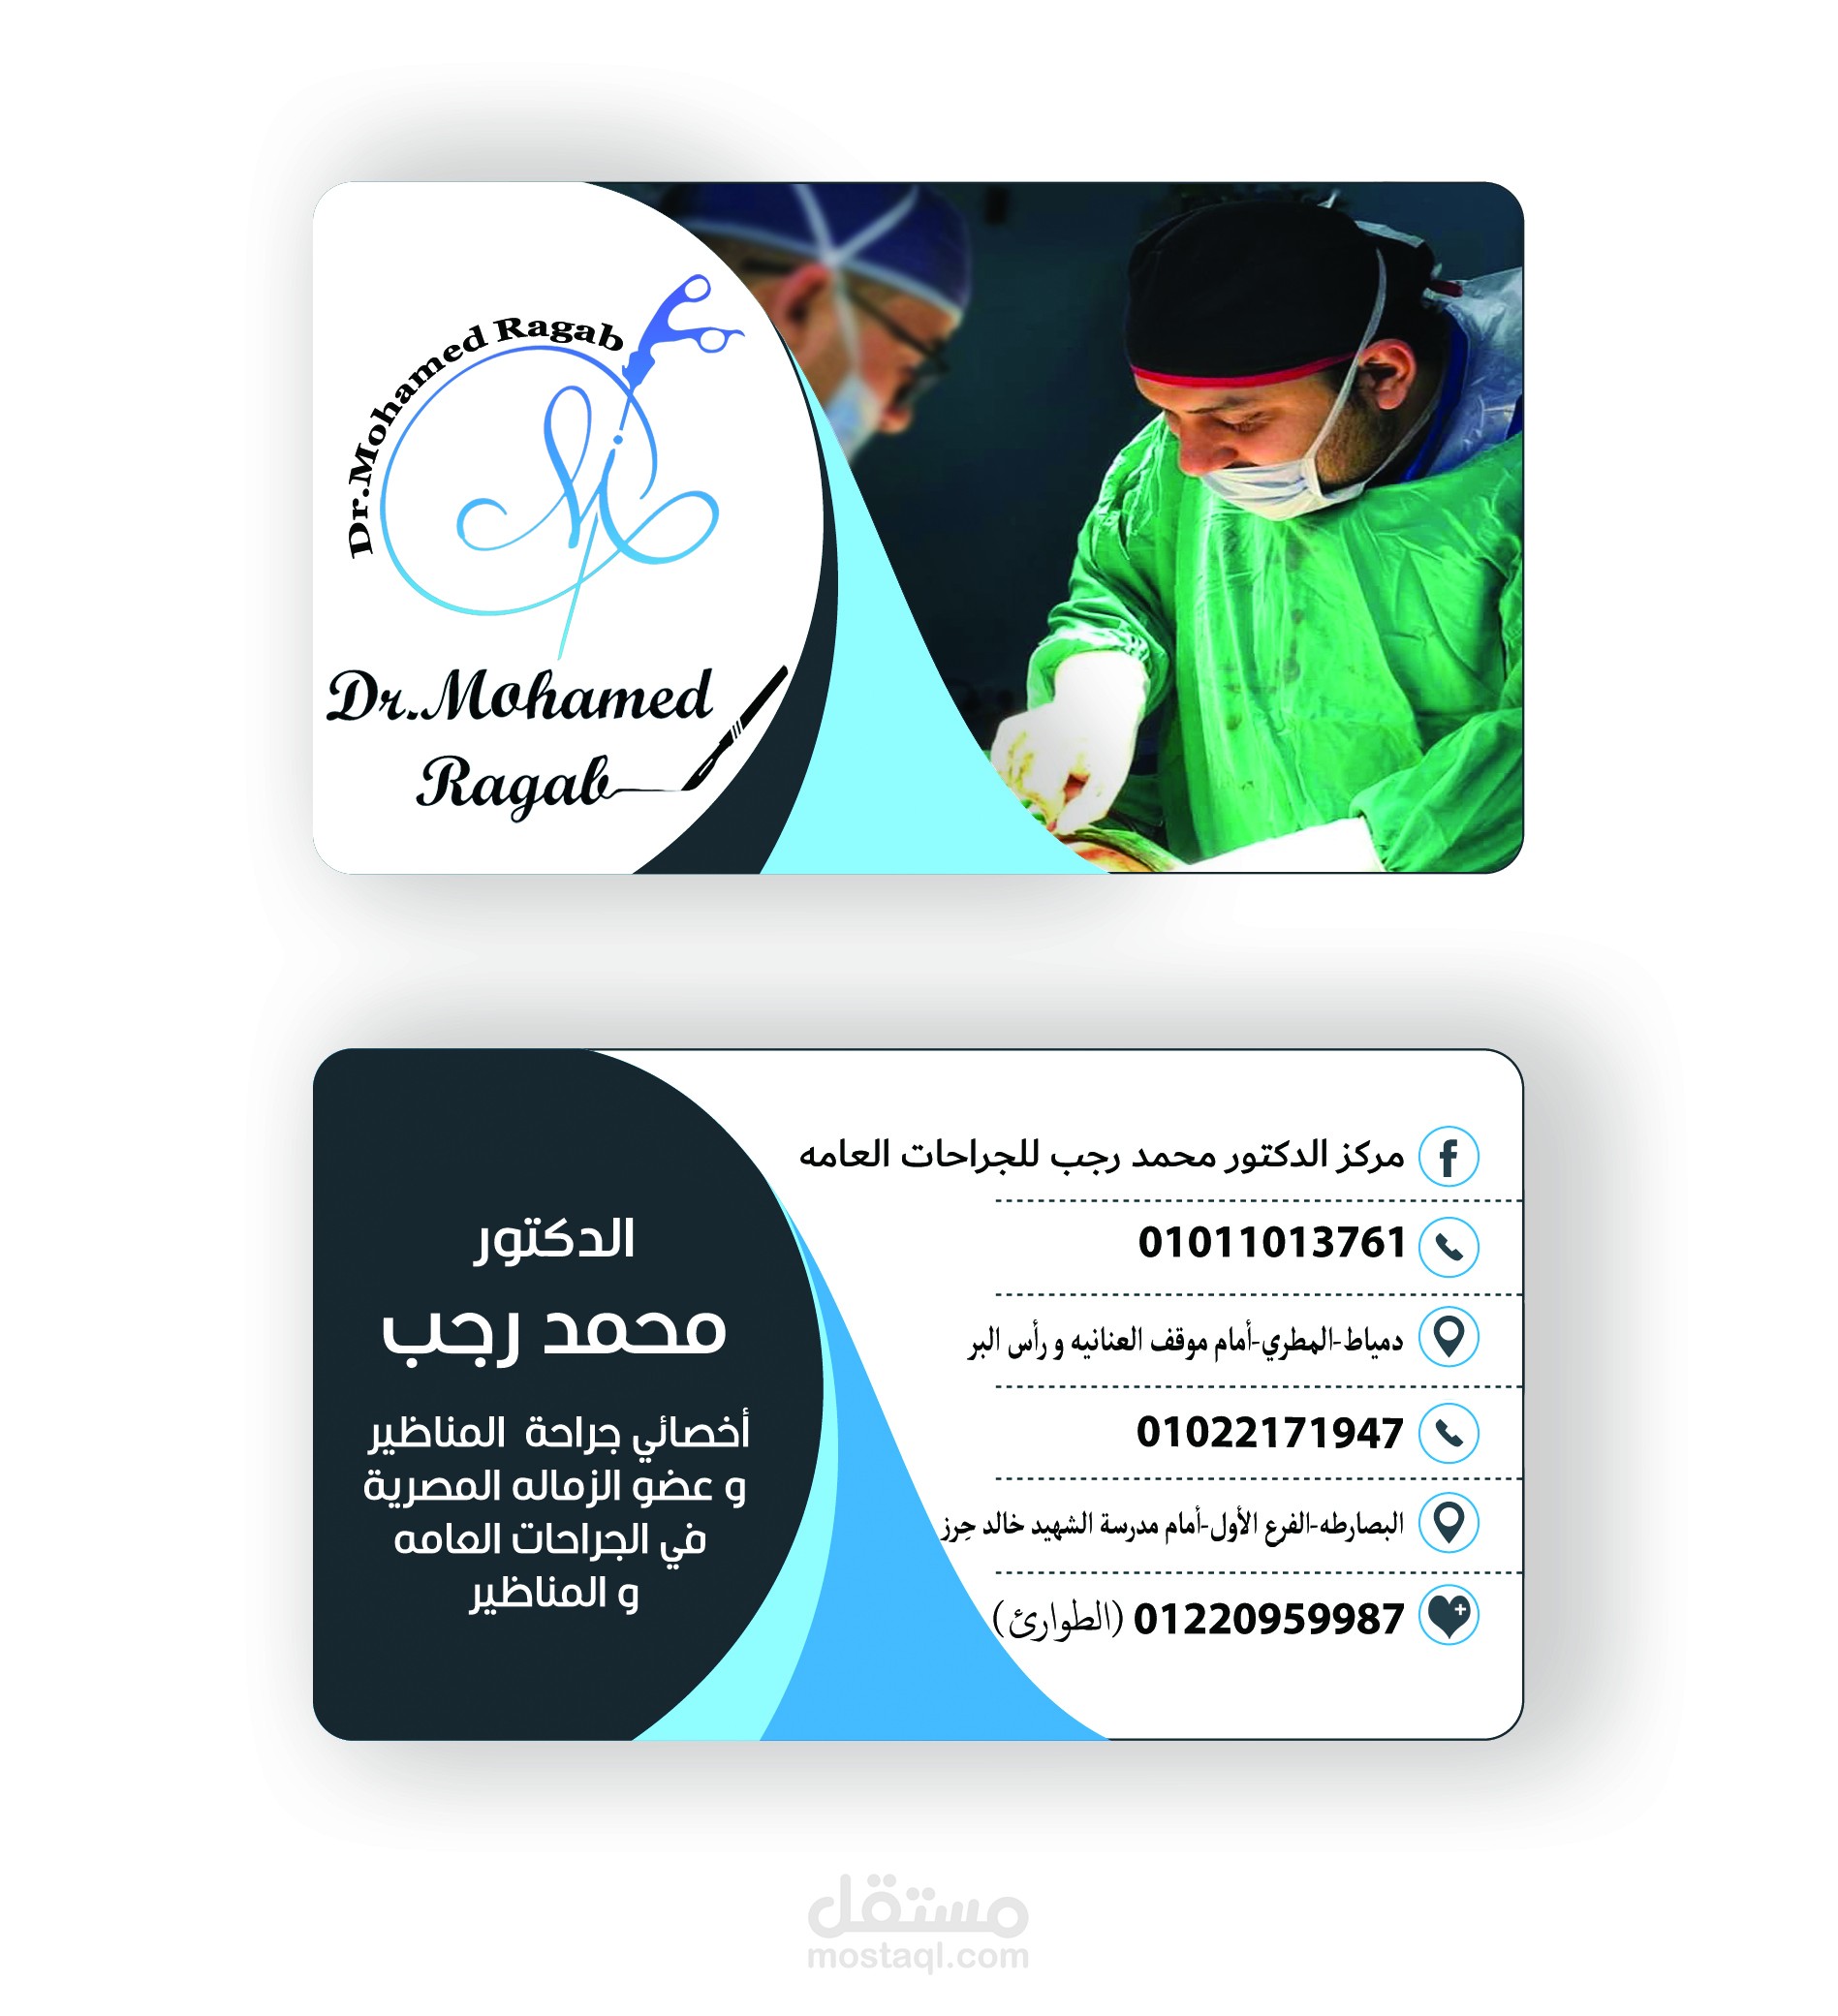 Dr.Mohamed Ragab
Dr.Mohamed
Ragab
الدكتور
محمد رجب
أخصائي جراحة المناظير
و عضو الزماله المصرية
في الجراحات العامه
و المناظير
مركز الدكتور محمد رجب للجراحات العامه
01011013761
دمياط-المطري-أمام موقف العنانيه و رأس البر
01022171947
البصارطه-الفرع الأول-أمام مدرسة الشهيد خالد حِرز
01220959987 (الطوارئ)
مستقل
mostaql.com